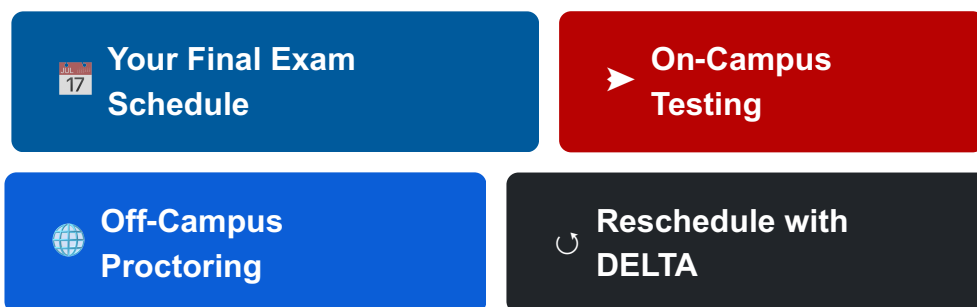 JUL
17
Your Final Exam
Schedule
On-Campus
Testing
Off-Campus
Proctoring
Reschedule with
DELTA